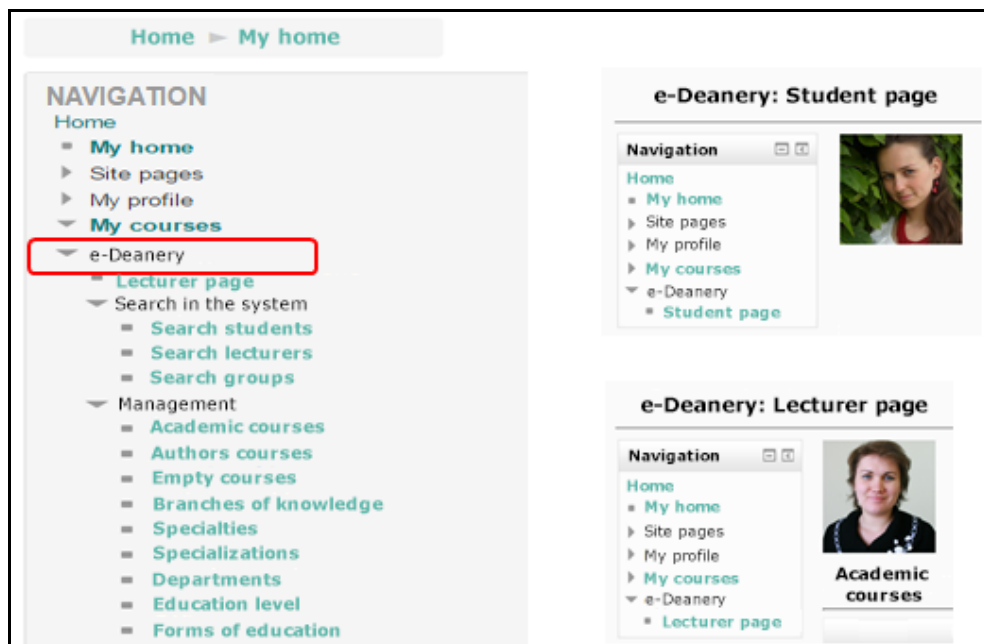 Home ► My home
NAVIGATION
Home
My home
Site pages
My profile
My courses
e-Deanery
Lecturer page
Search in the system
Search students
Search lecturers
Search groups
Management
Academic courses
Authors courses
Empty courses
Branches of knowledge
Specialties
Specializations
Departments
Education level
Forms of education
e-Deanery: Student page
Navigation
Home
My home
Site pages
My profile
My courses
e-Deanery
Student page
e-Deanery: Lecturer page
Navigation
Home
My home
Site pages
My profile
My courses
e-Deanery
Lecturer page
Academic
courses